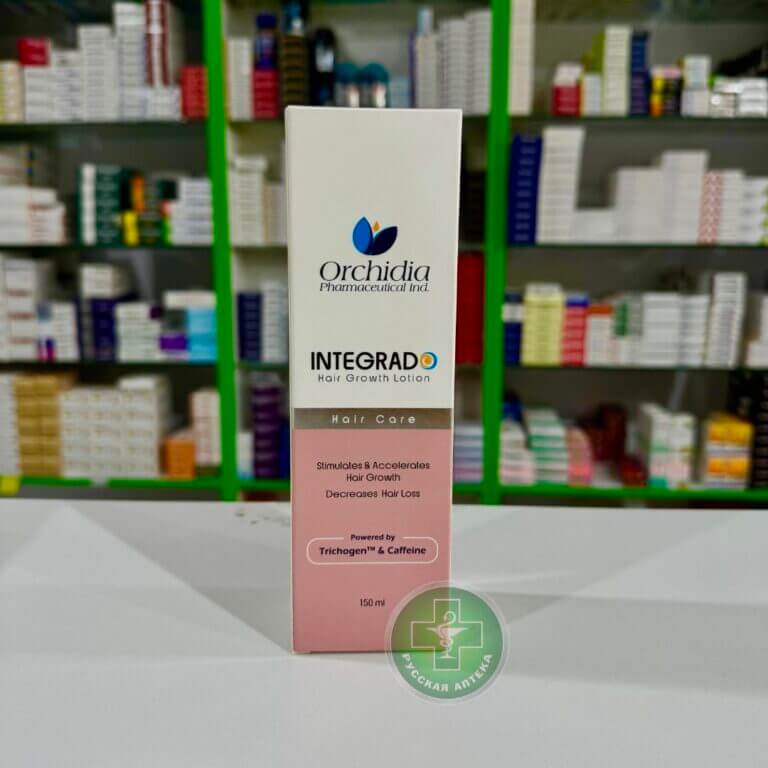 Orchidia
Pharmaceutical Ind.
INTEGRADO
Hair Growth Lotion
Hair Care
Stimulates & Accelerates
Hair Growth
Decreases Hair Loss
Powered by
Trichogen™ & Caffeine
150 ml
РУССКАЯ АПТЕКА